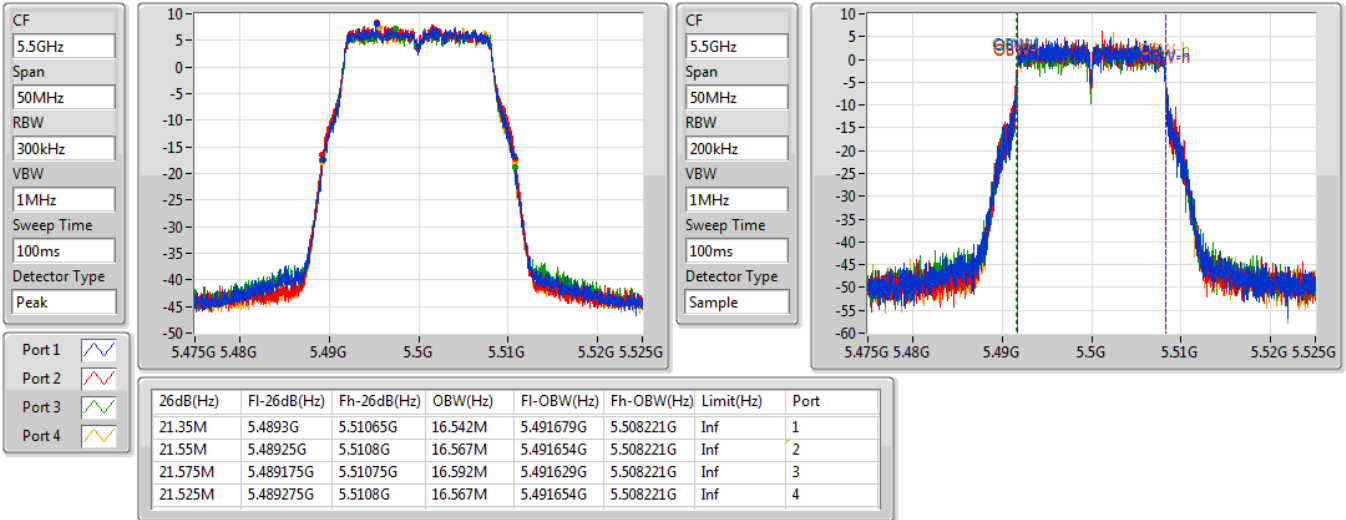 CF
5.5GHz
Span
50MHz
RBW
300kHz
VBW
1MHz
Sweep Time
100ms
Detector Type
Peak
10
5
0
-5
-10
-15
-20
-25
-30
-35
-40
-45
-50
5.475G 5.48G 5.49G 5.5G 5.51G 5.52G 5.525G
CF
5.5GHz
Span
50MHz
RBW
200kHz
VBW
1MHz
Sweep Time
100ms
Detector Type
Sample
10
5
0
-5
-10
-15
-20
-25
-30
-35
-40
-45
-50
-55
-60
5.475G 5.48G 5.49G 5.5G 5.51G 5.52G 5.525G
Port 1
Port 2
Port 3
Port 4
26dB(Hz) Fl-26dB(Hz) Fh-26dB(Hz) OBW(Hz) Fl-OBW(Hz) Fh-OBW(Hz) Limit(Hz) Port
21.35M 5.4893G 5.51065G 16.542M 5.491679G 5.508221G Inf 1
21.55M 5.48925G 5.5108G 16.567M 5.491654G 5.508221G Inf 2
21.575M 5.489175G 5.51075G 16.592M 5.491629G 5.508221G Inf 3
21.525M 5.489275G 5.5108G 16.567M 5.491654G 5.508221G Inf 4